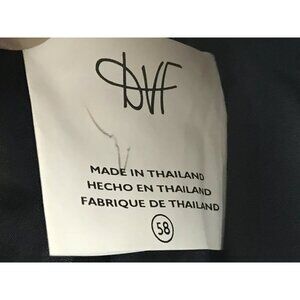 DVF
MADE IN THAILAND
HECHO EN THAILAND
FABRIQUE DE THAILAND
58